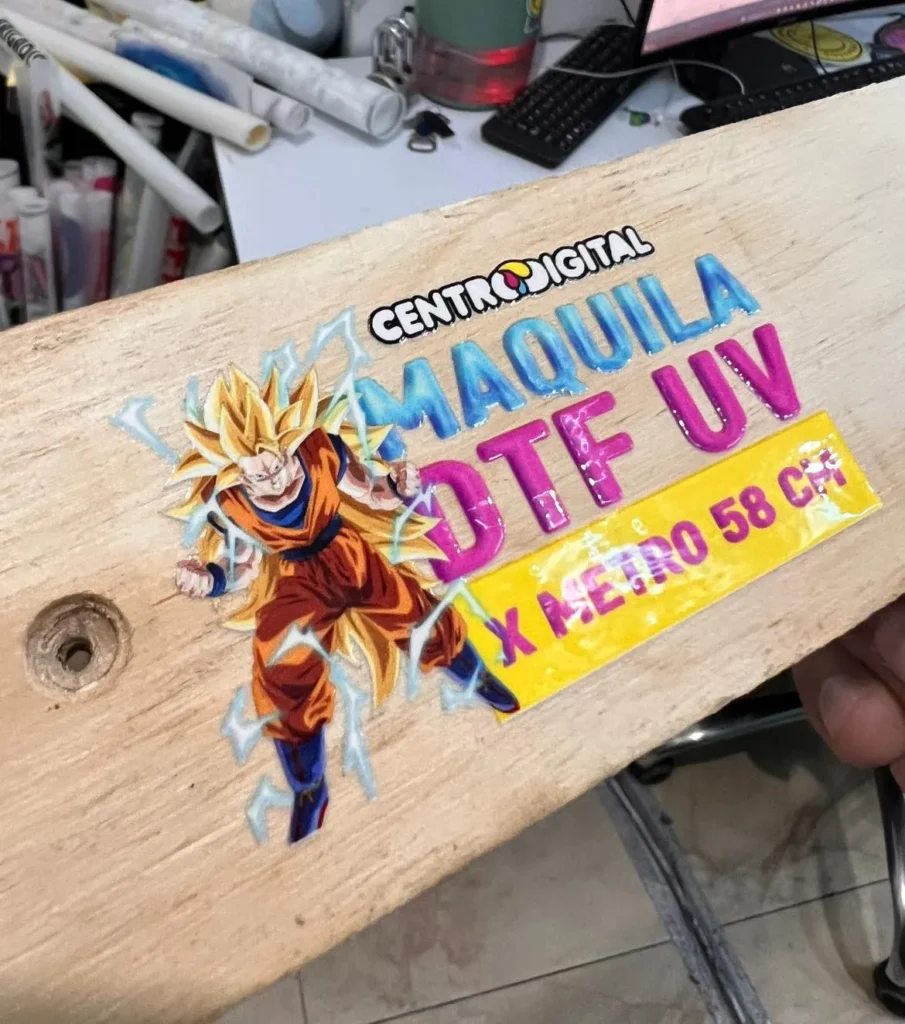 CENTRODIGITAL
MAQUILA
DTF UV
X METRO 58 CM